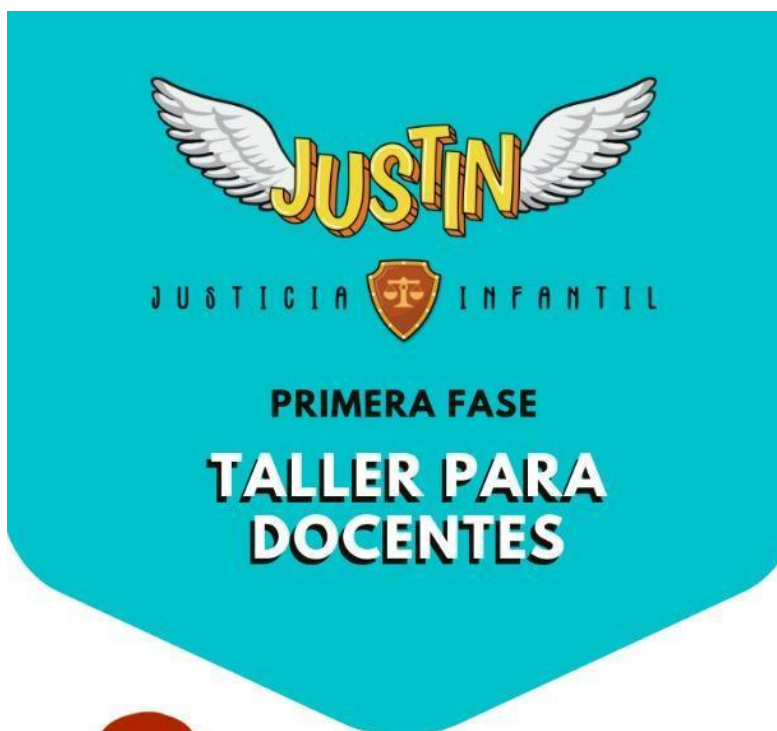 JUSTIN
JUSTICIA INFANTIL
PRIMERA FASE
TALLER PARA
DOCENTES